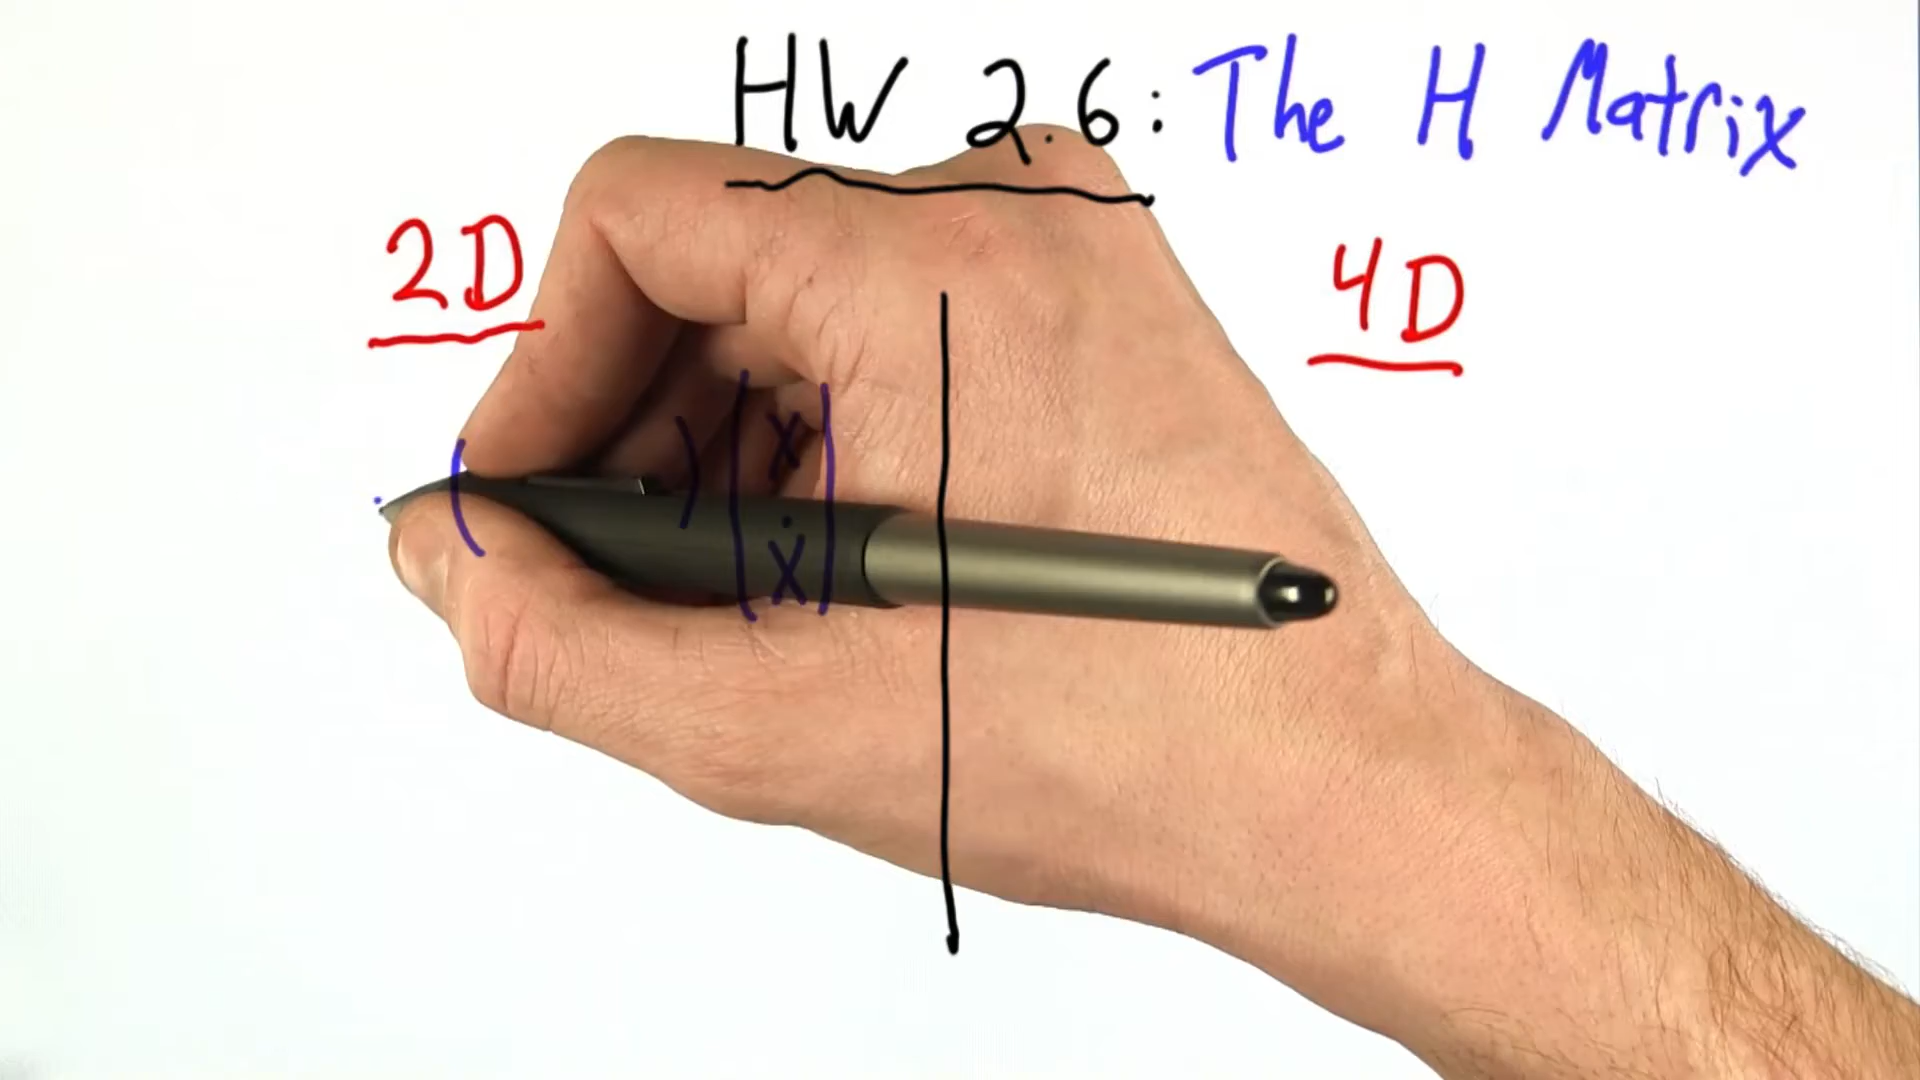 HW 2.6: The H Matrix
2D
4D
( ) ( x
ẋ )